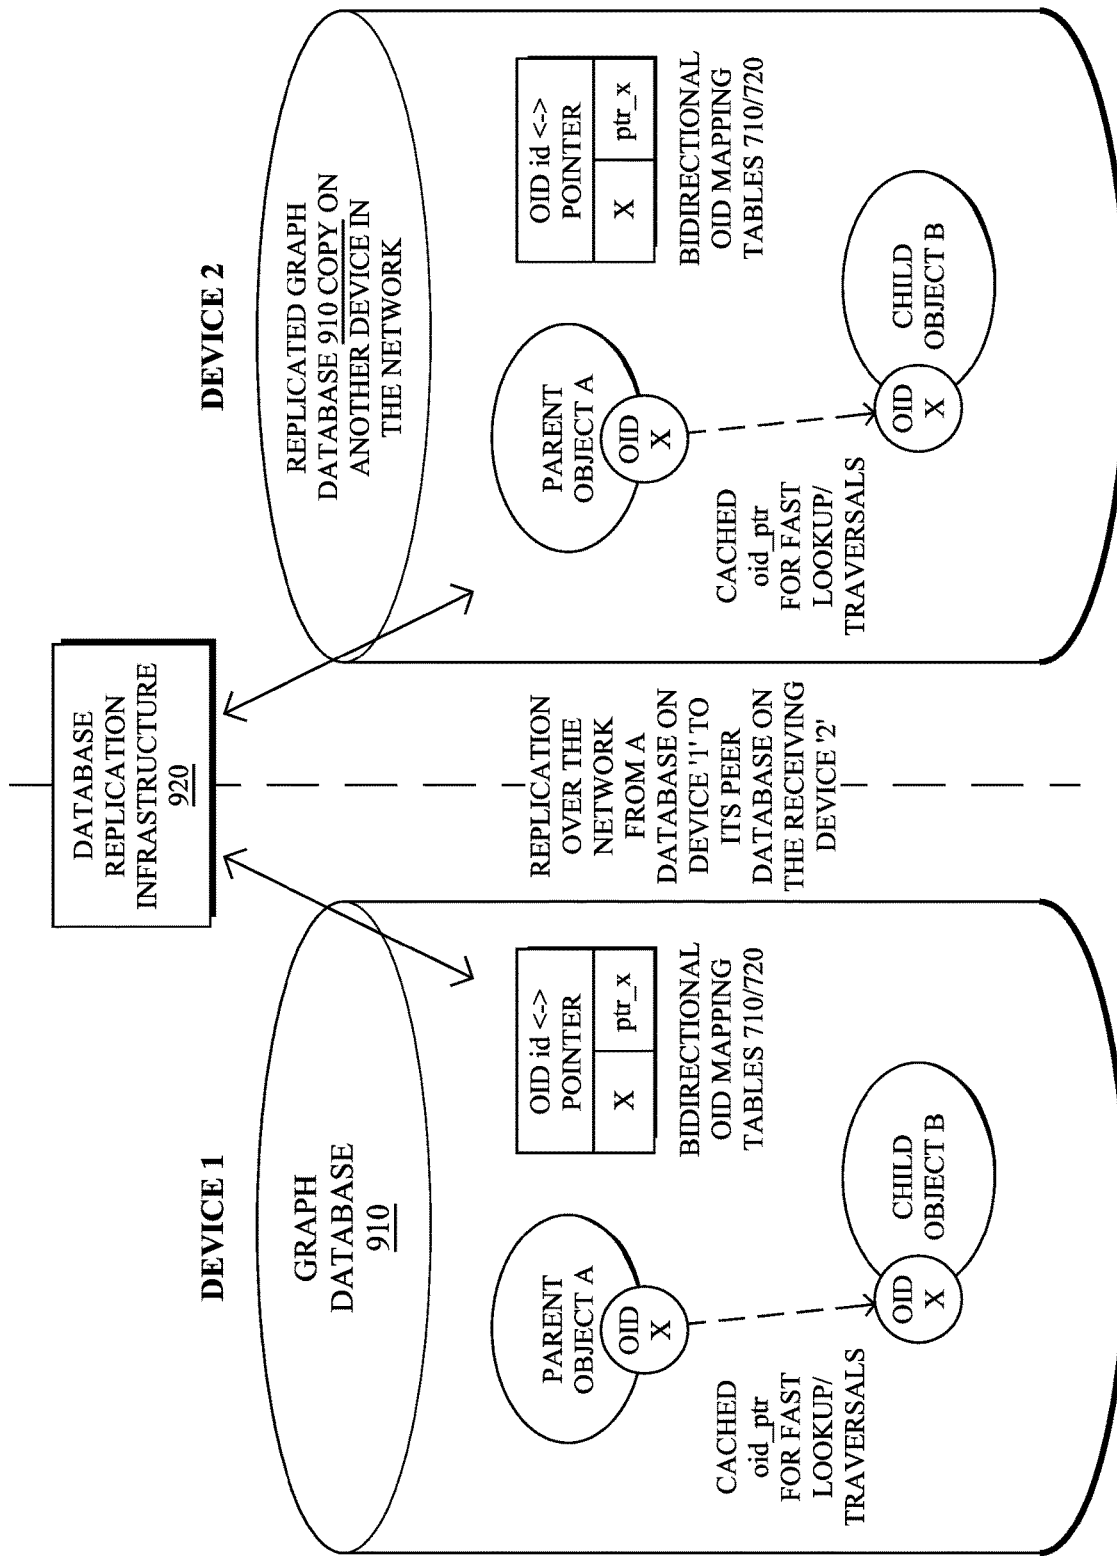 DATABASE
REPLICATION
INFRASTRUCTURE
920
DEVICE 1
GRAPH
DATABASE
910
PARENT
OBJECT A
OID
X
OID id <->
POINTER
X
ptr_x
BIDIRECTIONAL
OID MAPPING
TABLES 710/720
CACHED
oid_ptr
FOR FAST
LOOKUP/
TRAVERSALS
OID
X
CHILD
OBJECT B
REPLICATION
OVER THE
NETWORK
FROM A
DATABASE ON
DEVICE '1' TO
ITS PEER
DATABASE ON
THE RECEIVING
DEVICE '2'
DEVICE 2
REPLICATED GRAPH
DATABASE 910 COPY ON
ANOTHER DEVICE IN
THE NETWORK
PARENT
OBJECT A
OID
X
OID id <->
POINTER
X
ptr_x
BIDIRECTIONAL
OID MAPPING
TABLES 710/720
CACHED
oid_ptr
FOR FAST
LOOKUP/
TRAVERSALS
OID
X
CHILD
OBJECT B